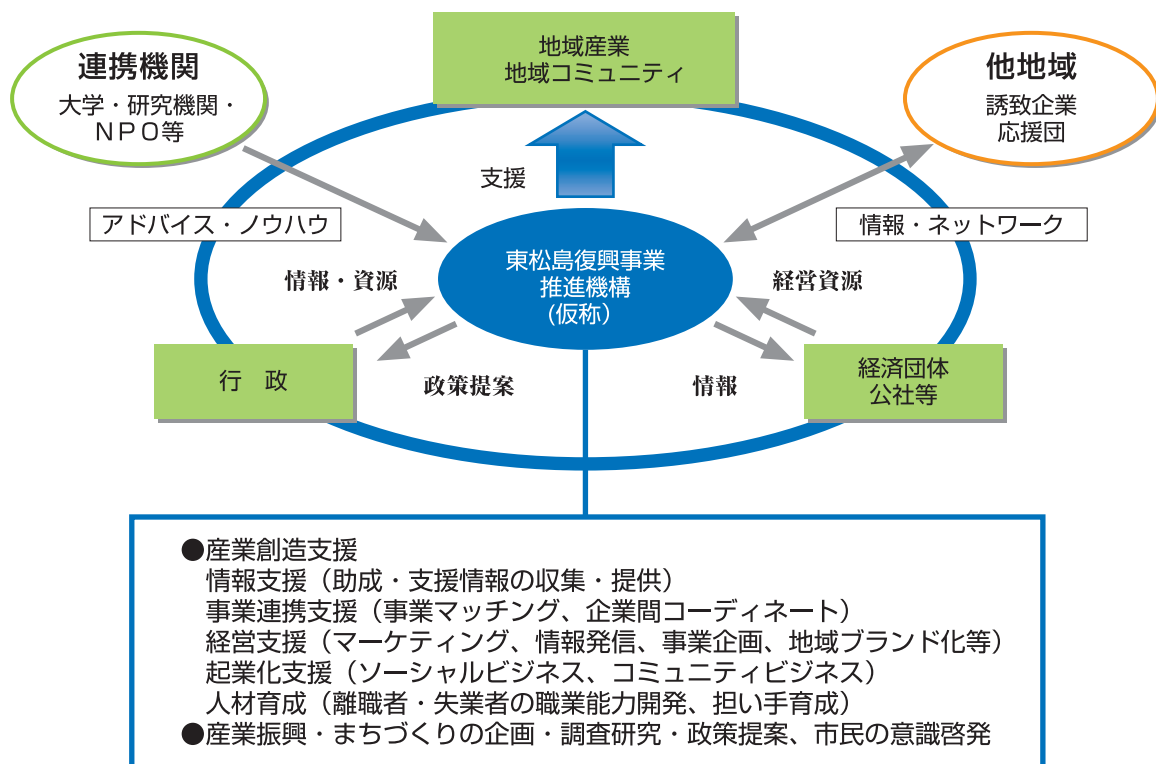 連携機関
大学・研究機関・
ＮＰＯ等
地域産業
地域コミュニティ
他地域
誘致企業
応援団
支援
アドバイス・ノウハウ
情報・ネットワーク
東松島復興事業
推進機構
(仮称）
情報・資源
経営資源
行　政
政策提案
情報
経済団体
公社等
●産業創造支援
情報支援（助成・支援情報の収集・提供）
事業連携支援（事業マッチング、企業間コーディネート）
経営支援（マーケティング、情報発信、事業企画、地域ブランド化等）
起業化支援（ソーシャルビジネス、コミュニティビジネス）
人材育成（離職者・失業者の職業能力開発、担い手育成）
●産業振興・まちづくりの企画・調査研究・政策提案、市民の意識啓発